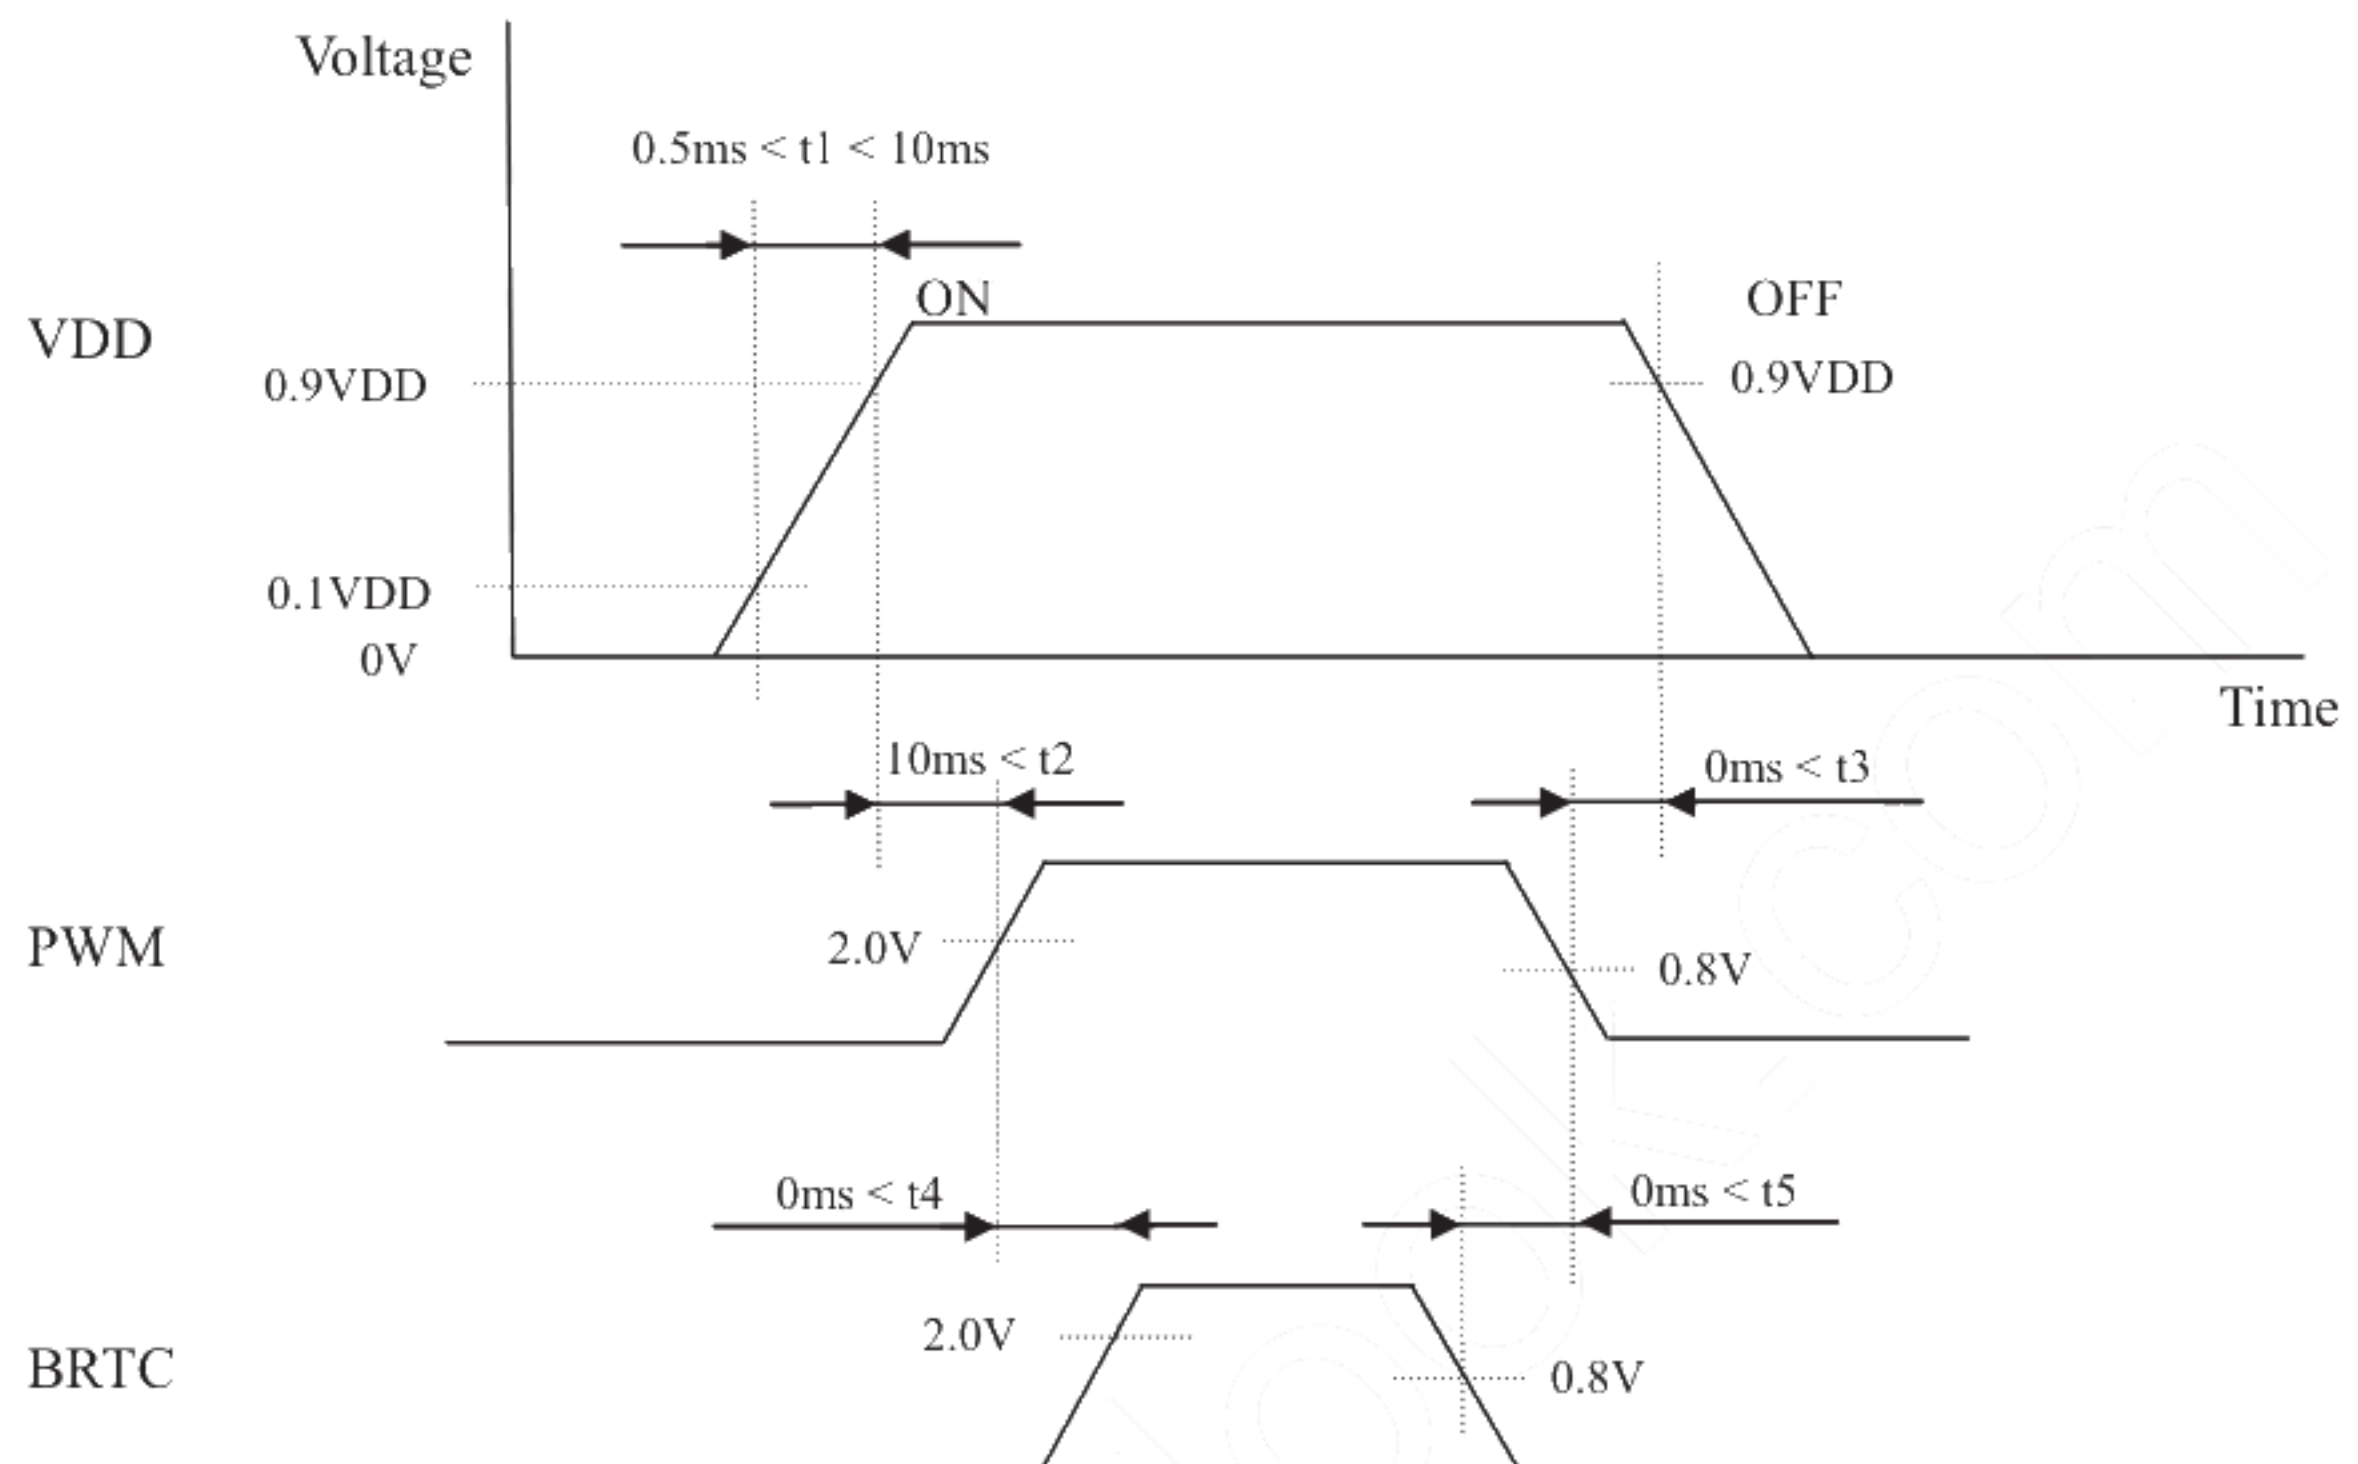 Voltage
0.5ms < t1 < 10ms
ON
OFF
VDD
0.9VDD
0.9VDD
0.1VDD
0V
Time
10ms < t2
0ms < t3
PWM
2.0V
0.8V
0ms < t4
0ms < t5
2.0V
BRTC
0.8V